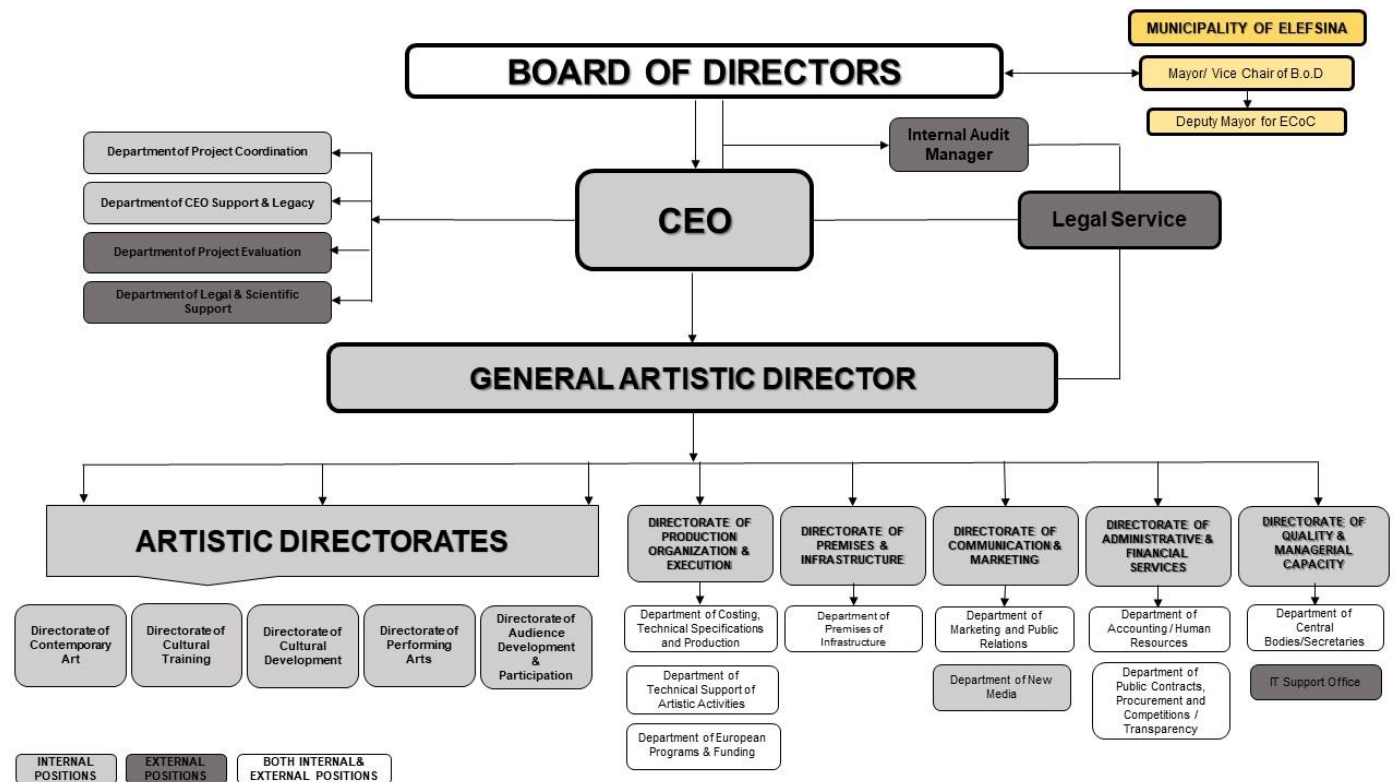 MUNICIPALITY OF ELEFSINA
BOARD OF DIRECTORS
Mayor/ Vice Chair of B.o.D
Deputy Mayor for ECoC
Internal Audit
Manager
Department of Project Coordination
Department of CEO Support & Legacy
Department of Project Evaluation
Department of Legal & Scientific
Support
CEO
Legal Service
GENERAL ARTISTIC DIRECTOR
ARTISTIC DIRECTORATES
DIRECTORATE OF
PRODUCTION
ORGANIZATION &
EXECUTION
DIRECTORATE OF
PREMISES &
INFRASTRUCTURE
DIRECTORATE OF
COMMUNICATION &
MARKETING
DIRECTORATE OF
ADMINISTRATIVE &
FINANCIAL
SERVICES
DIRECTORATE OF
QUALITY &
MANAGERIAL
CAPACITY
Directorate of
Contemporary
Art
Directorate of
Cultural
Training
Directorate of
Cultural
Development
Directorate of
Performing
Arts
Directorate of
Audience
Development
&
Participation
Department of Costing,
Technical Specifications
and Production
Department of
Technical Support of
Artistic Activities
Department of European
Programs & Funding
Department of
Premises of
Infrastructure
Department of
Marketing and Public
Relations
Department of New
Media
Department of
Accounting / Human
Resources
Department of
Public Contracts,
Procurement and
Competitions /
Transparency
Department of
Central
Bodies/Secretaries
IT Support Office
INTERNAL
POSITIONS
EXTERNAL
POSITIONS
BOTH INTERNAL&
EXTERNAL POSITIONS